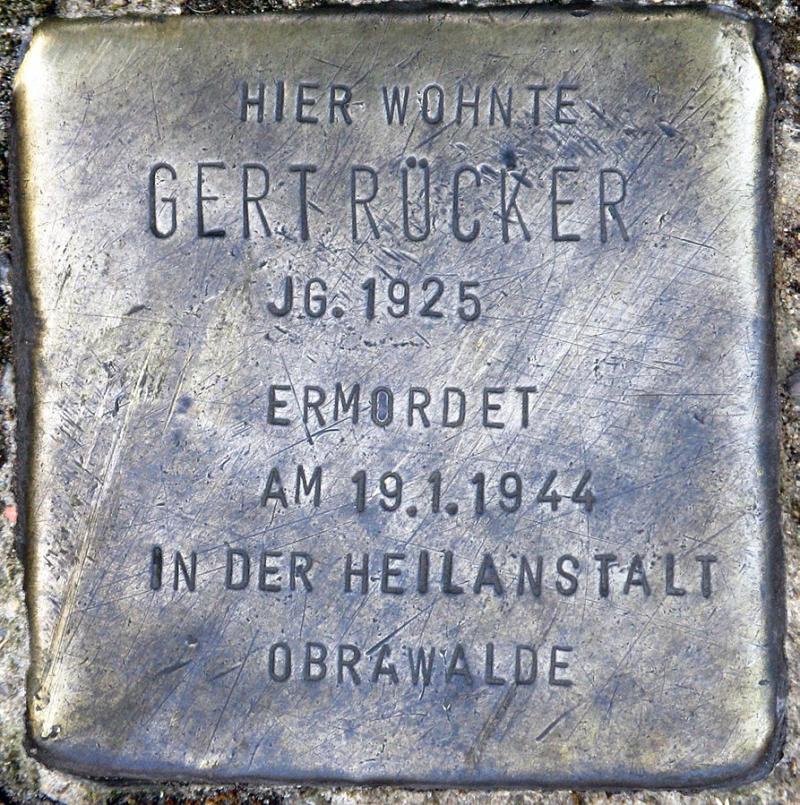 HIER WOHNTE
GERT RÜCKER
JG. 1925
ERMORDET
AM 19.1.1944
IN DER HEILANSTALT
OBRAWALDE